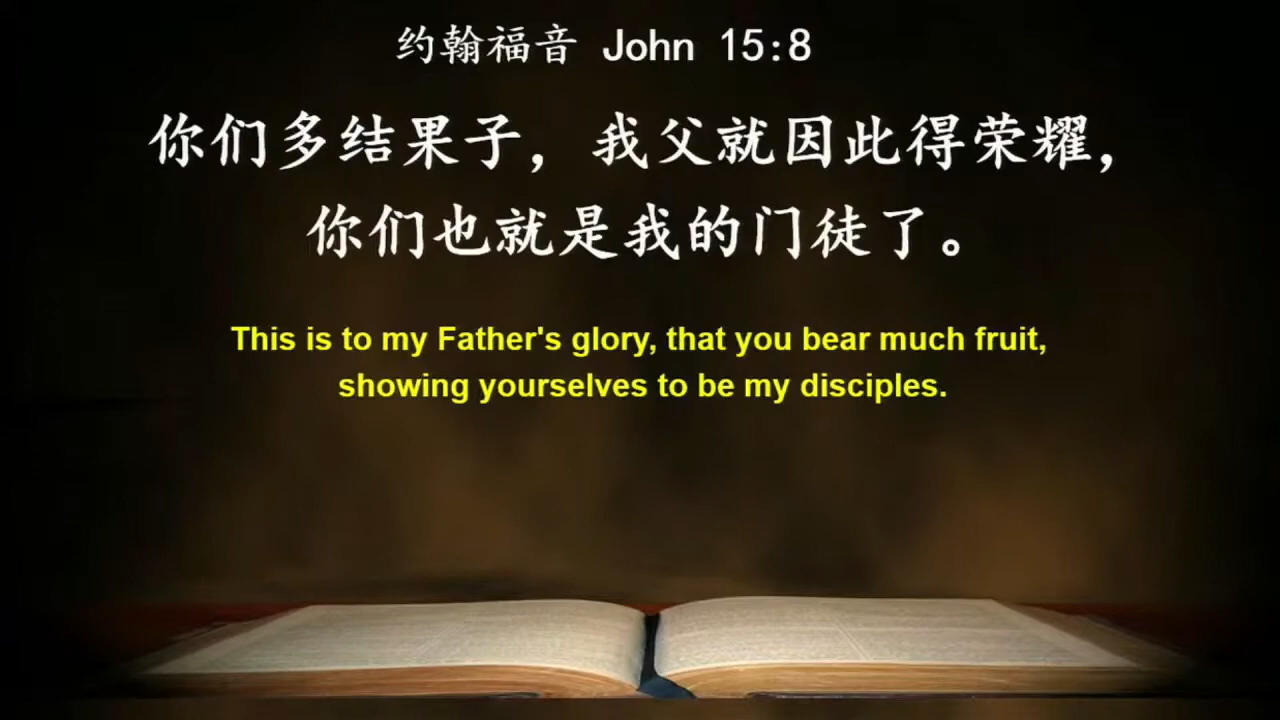 约翰福音 John 15:8
你们多结果子，我父就因此得荣耀，
你们也就是我的门徒了。
This is to my Father's glory, that you bear much fruit,
showing yourselves to be my disciples.